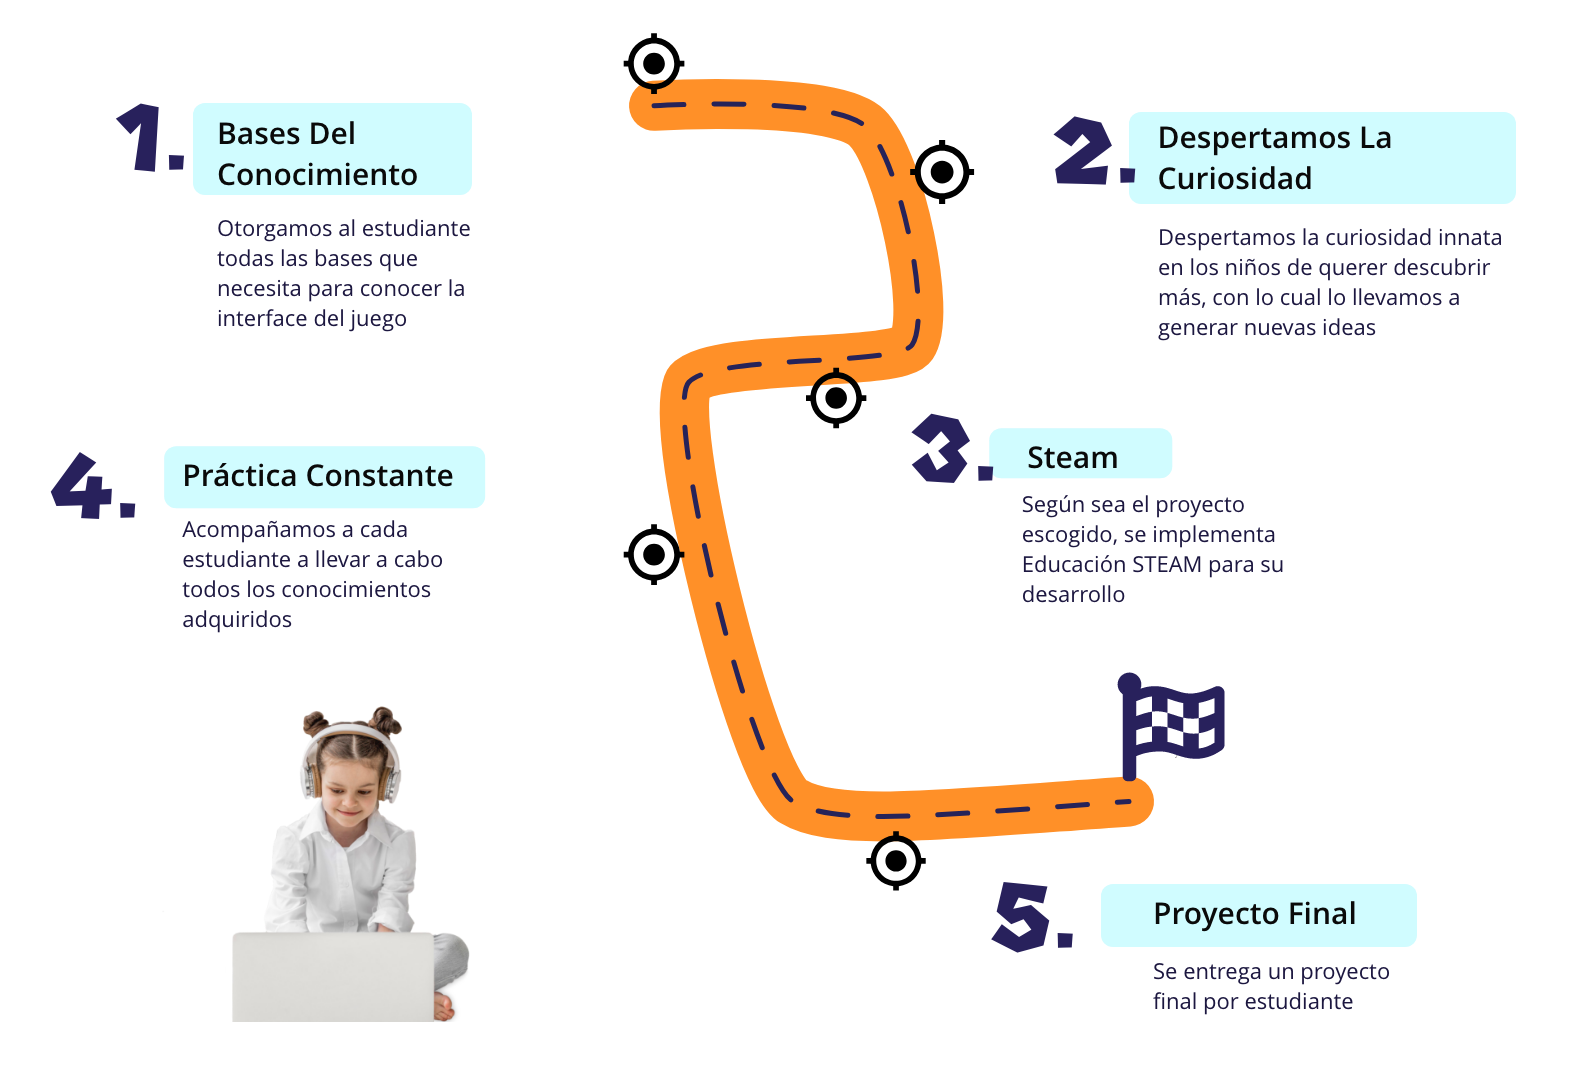 1.
Bases Del
Conocimiento
Otorgamos al estudiante
todas las bases que
necesita para conocer la
interface del juego
2.
Despertamos La
Curiosidad
Despertamos la curiosidad innata
en los niños de querer descubrir
más, con lo cual lo llevamos a
generar nuevas ideas
3.
Steam
Según sea el proyecto
escogido, se implementa
Educación STEAM para su
desarrollo
4.
Práctica Constante
Acompañamos a cada
estudiante a llevar a cabo
todos los conocimientos
adquiridos
5.
Proyecto Final
Se entrega un proyecto
final por estudiante